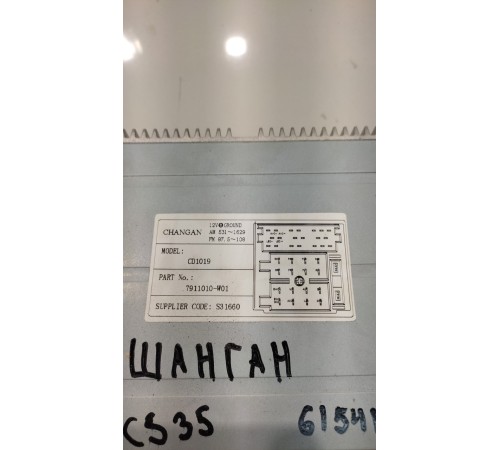 CHANGAN
12V⊖GROUND
AM 531~1629
FM 87.5~108
MODEL:
CD1019
PART No.:
7911010-W01
SUPPLIER CODE: S31660
ШАНГАН
CS35 61541